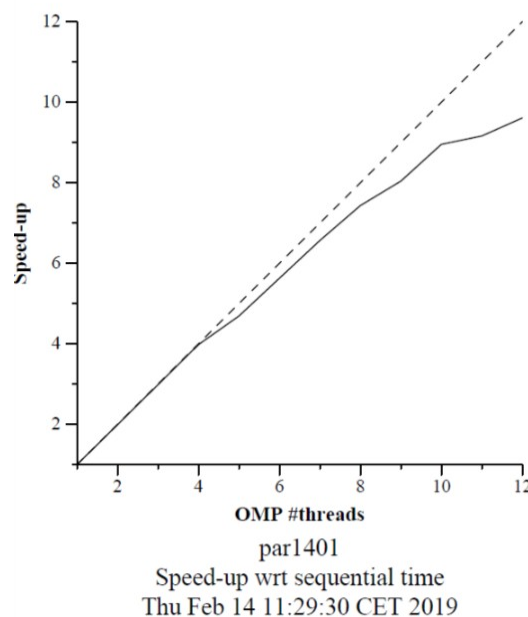 12
10
8
6
4
2
Speed-up
2 4 6 8 10 12
OMP #threads
par1401
Speed-up wrt sequential time
Thu Feb 14 11:29:30 CET 2019